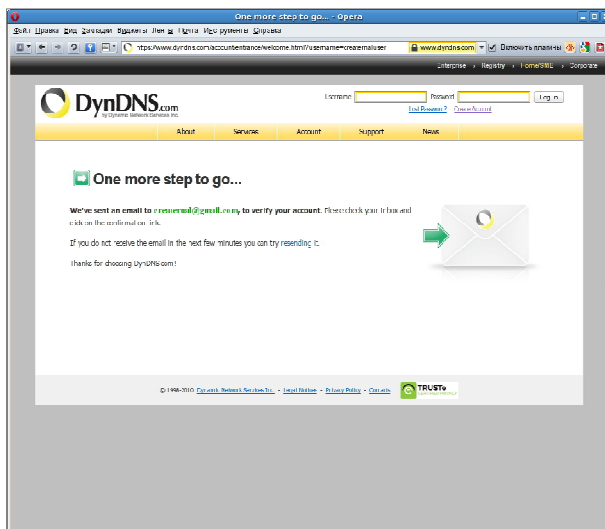 One more step to go... - Opera
Файл Правка Вид Закладки Виджеты Ленты Почта Инструменты Справка
https://www.dyndns.com/account/entrance/welcome.html?username= www.dyndns.com Включить плагины
Enterprise › Registry › Home/SME › Corporate
DynDNS.com
by Dynamic Network Services Inc.
Username Password Log in
Lost Password? Create Account
About Services Account Support News
One more step to go...
We've sent an email to @gmail.com, to verify your account. Please check your inbox and
click on the confirmation link.
If you do not receive the email in the next few minutes you can try resending it.
Thanks for choosing DynDNS.com!
© 1998-2010 Dynamic Network Services Inc. - Legal Notices - Privacy Policy - Contacts
TRUSTe
CERTIFIED PRIVACY